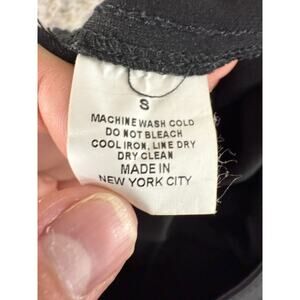 S
MACHINE WASH COLD
DO NOT BLEACH
COOL IRON, LINE DRY
DRY CLEAN
MADE IN
NEW YORK CITY